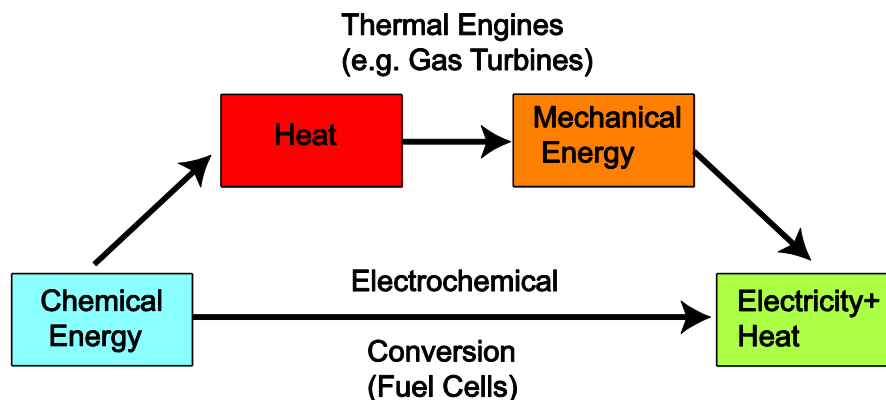 Thermal Engines
(e.g. Gas Turbines)
Heat
Mechanical
Energy
Chemical
Energy
Electrochemical
Conversion
(Fuel Cells)
Electricity+
Heat